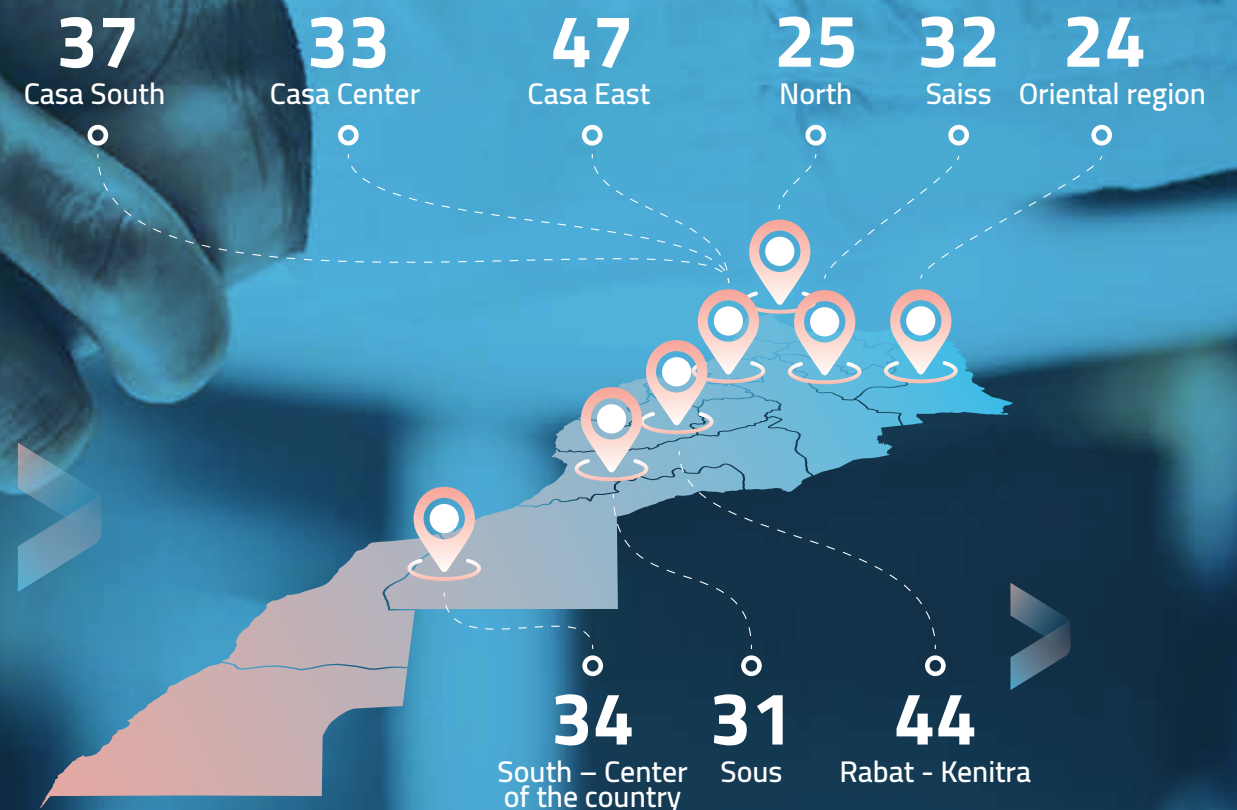 37
Casa South
33
Casa Center
47
Casa East
25
North
32
Saiss
24
Oriental region
34
South – Center
of the country
31
Sous
44
Rabat - Kenitra